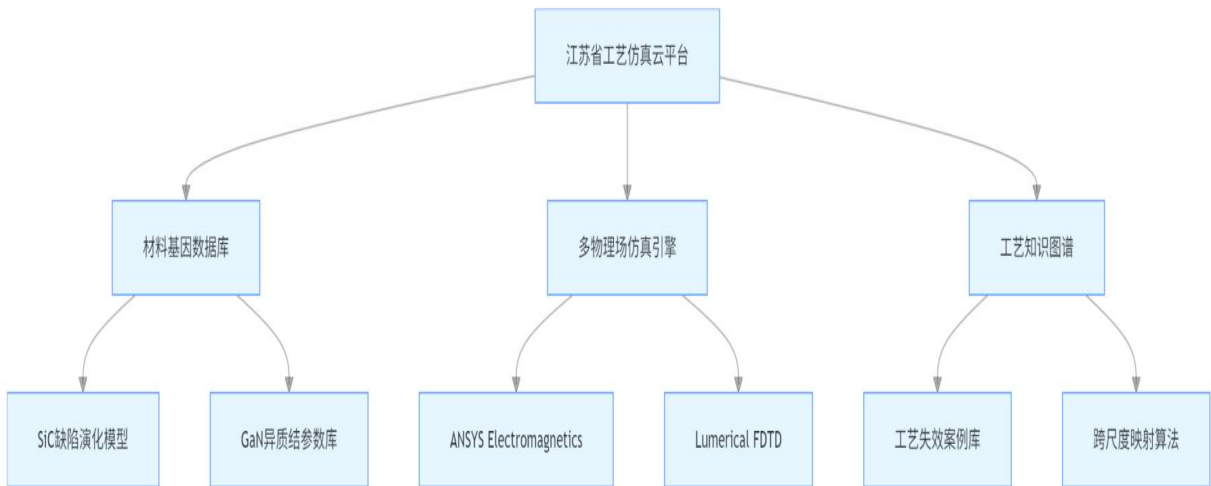 江苏省工艺仿真云平台
材料基因数据库
多物理场仿真引擎
工艺知识图谱
SiC缺陷演化模型
GaN异质结参数库
ANSYS Electromagnetics
Lumerical FDTD
工艺失效案例库
跨尺度映射算法